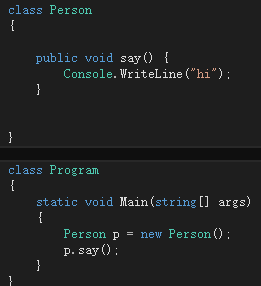 class Person
{
public void say() {
Console.WriteLine("hi");
}
}
class Program
{
static void Main(string[] args)
{
Person p = new Person();
p.say();
}
}